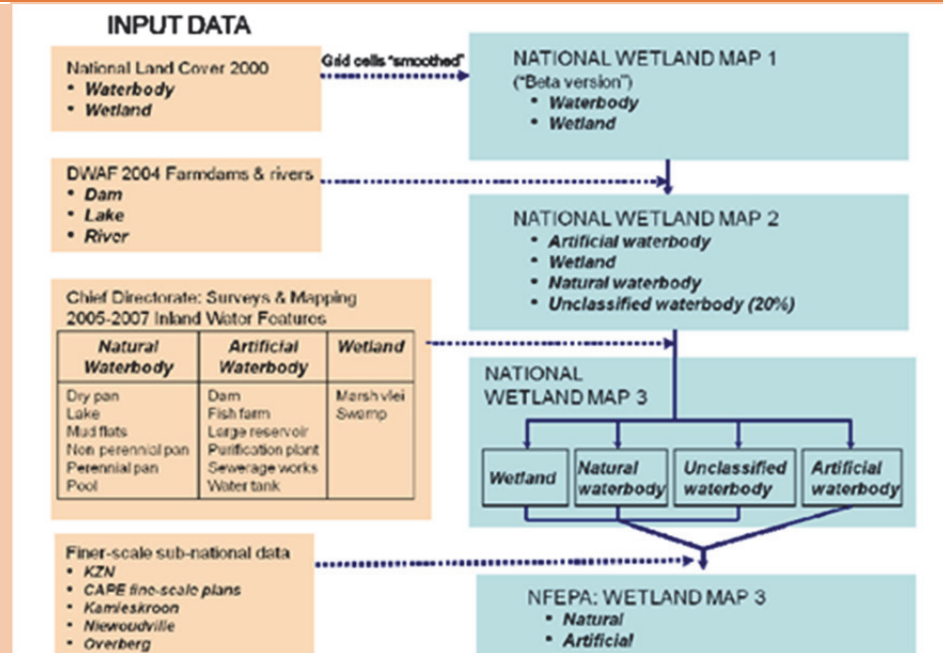 INPUT DATA
National Land Cover 2000
• Waterbody
• Wetland
Grid cells "smoothed"
NATIONAL WETLAND MAP 1
("Beta version")
• Waterbody
• Wetland
DWAF 2004 Farmdams & rivers
• Dam
• Lake
• River
NATIONAL WETLAND MAP 2
• Artificial waterbody
• Wetland
• Natural waterbody
• Unclassified waterbody (20%)
Chief Directorate: Surveys & Mapping
2005-2007 Inland Water Features
Natural Artificial Wetland
Waterbody Waterbody
Dry pan Dam Marsh vlei
Lake Fish farm Swamp
Mud flats Large reservoir
Non perennial pan Purification plant
Perennial pan Sewerage works
Pool Water tank
NATIONAL
WETLAND MAP 3
Wetland
Natural
waterbody
Unclassified
waterbody
Artificial
waterbody
Finer-scale sub-national data
• KZN
• CAPE fine-scale plans
• Kamieskroon
• Niewoudville
• Overberg
NFEPA: WETLAND MAP 3
• Natural
• Artificial